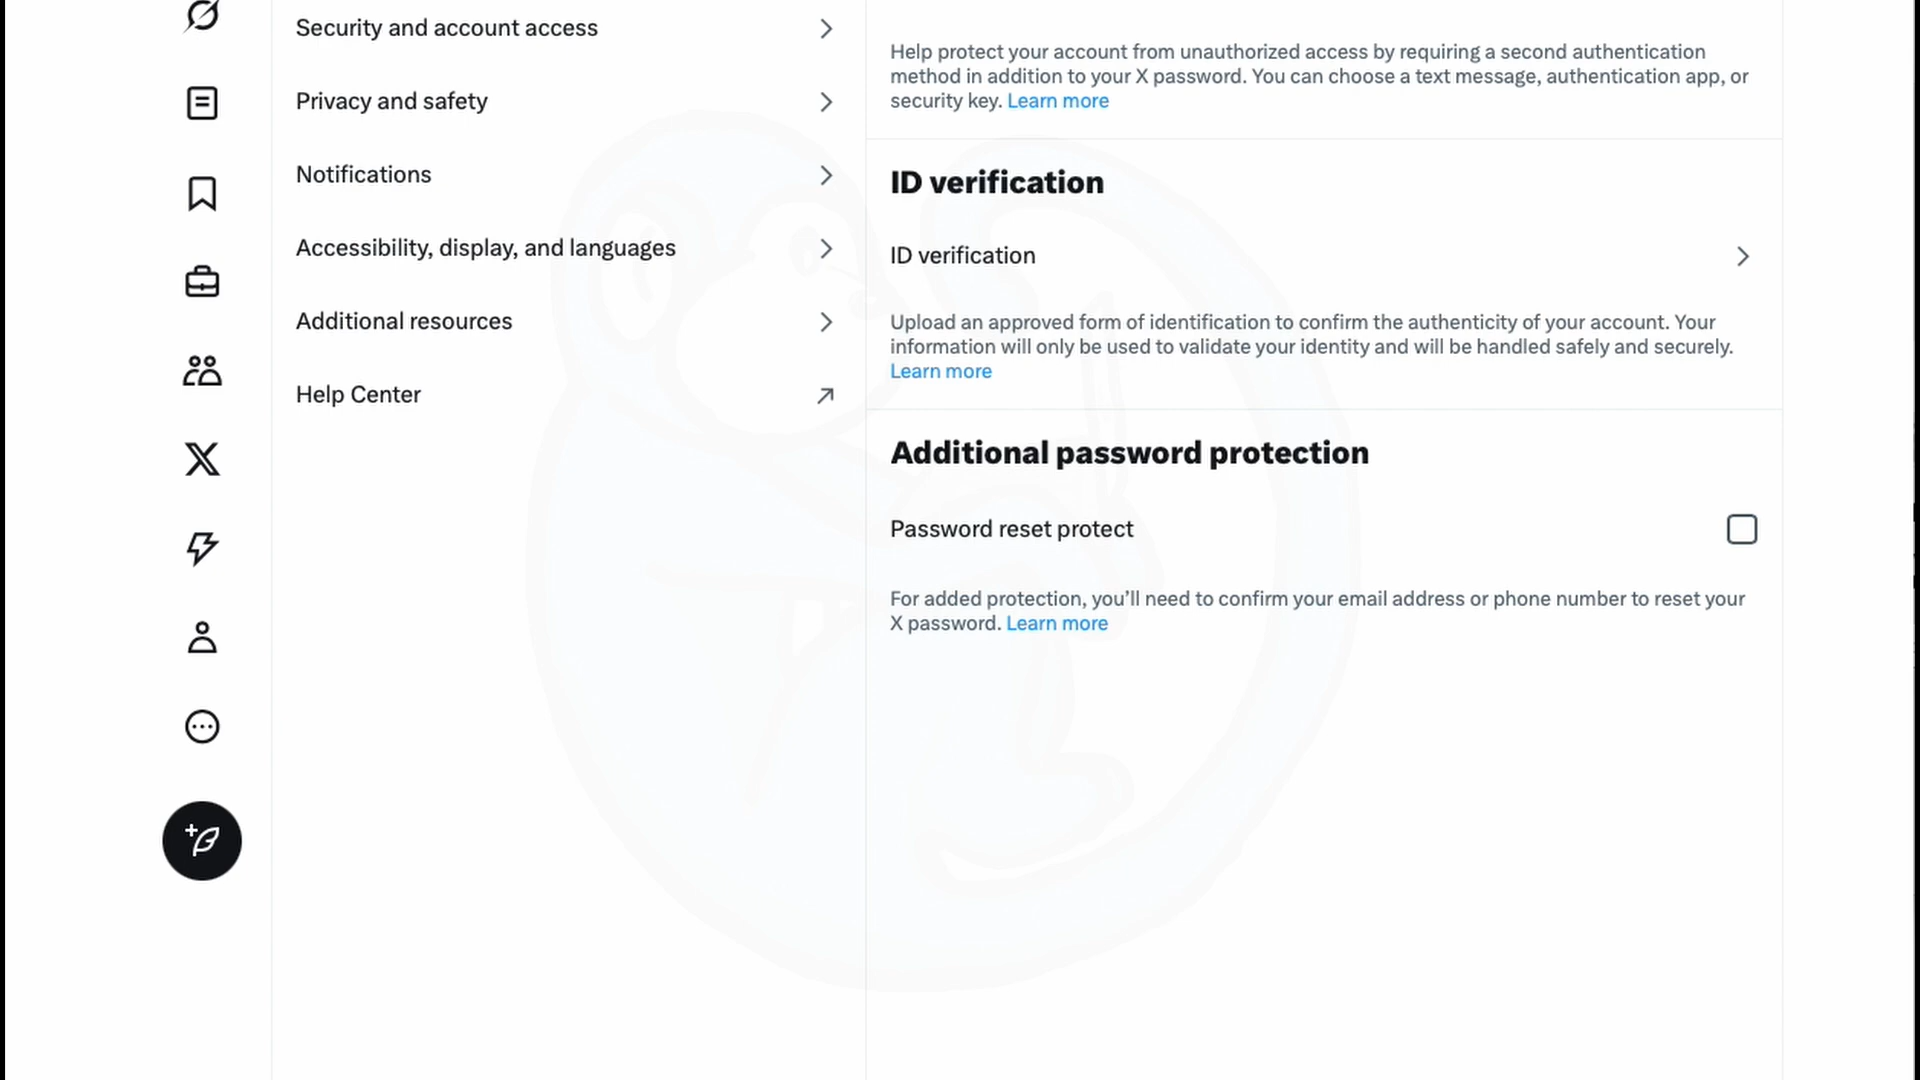 Security and account access
Privacy and safety
Notifications
Accessibility, display, and languages
Additional resources
Help Center
Help protect your account from unauthorized access by requiring a second authentication
method in addition to your X password. You can choose a text message, authentication app, or
security key. Learn more
ID verification
ID verification
Upload an approved form of identification to confirm the authenticity of your account. Your
information will only be used to validate your identity and will be handled safely and securely.
Learn more
Additional password protection
Password reset protect
For added protection, you’ll need to confirm your email address or phone number to reset your
X password. Learn more